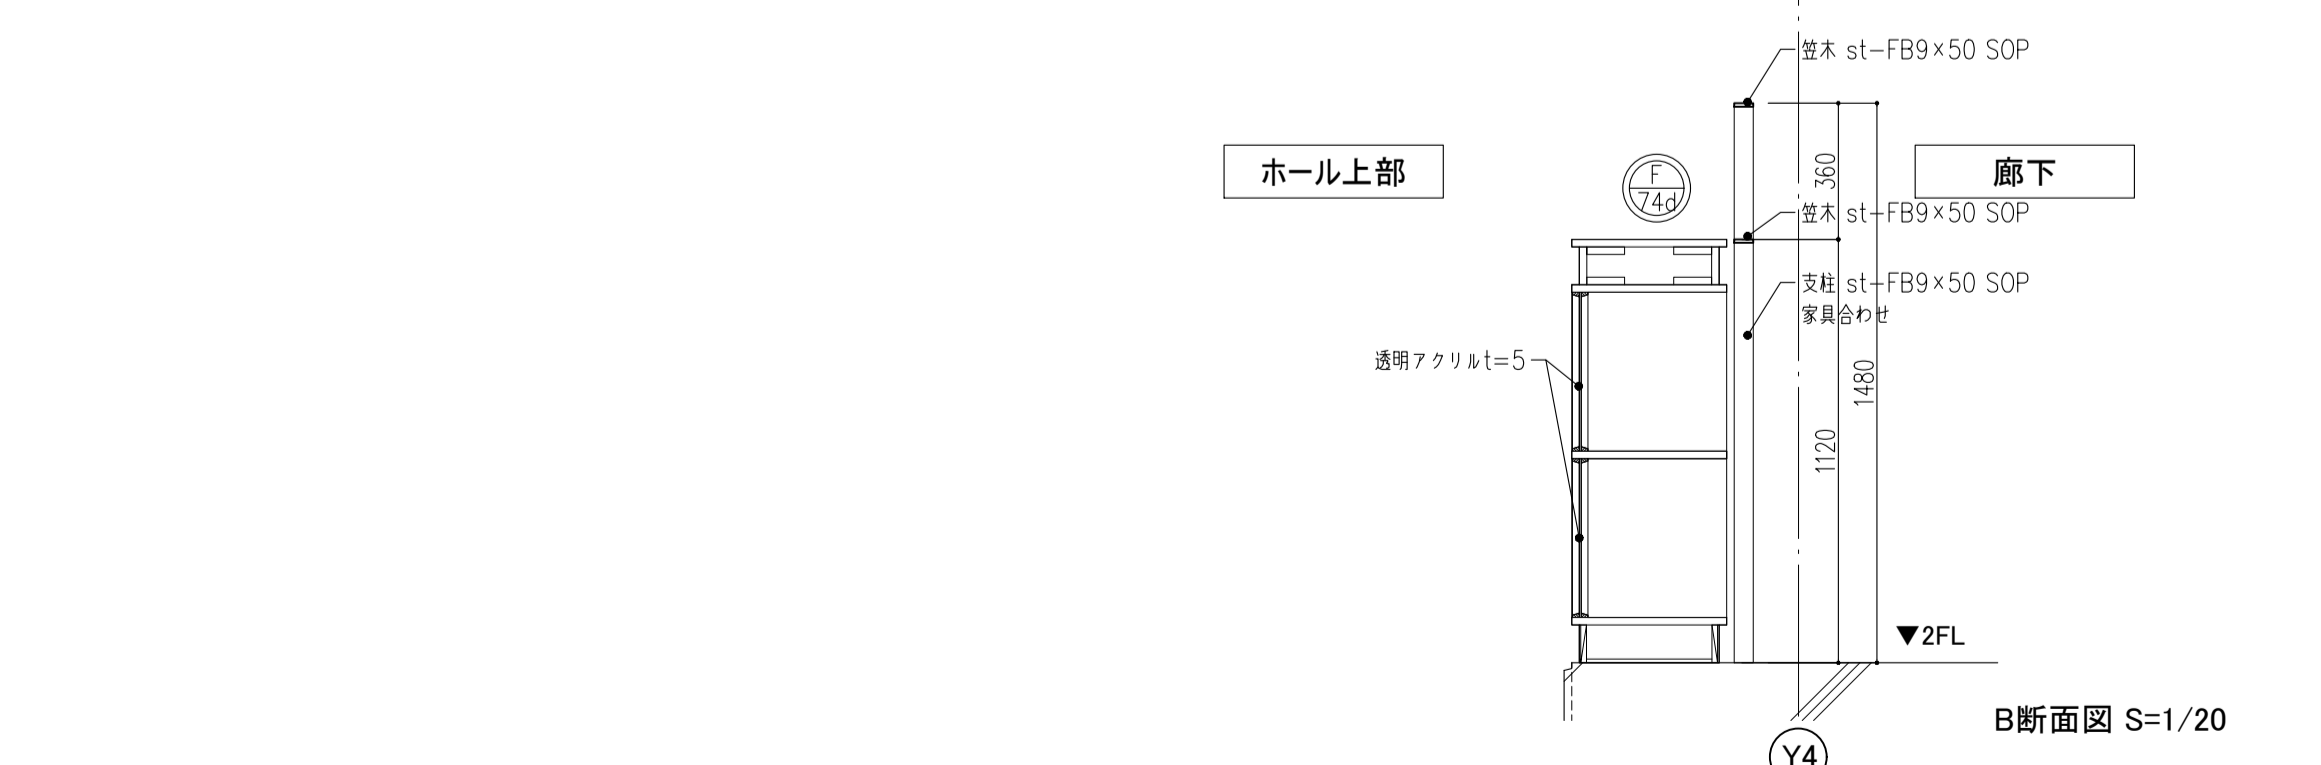 笠木 st-FB9×50 SOP
ホール上部
F
74d
360
廊下
笠木 st-FB9×50 SOP
支柱 st-FB9×50 SOP
家具合わせ
透明アクリルt=5
1480
1120
▼2FL
B断面図 S=1/20
Y4